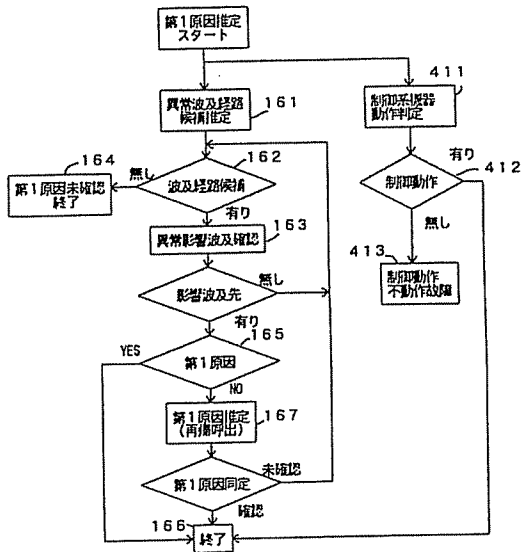 第1原因推定
スタート
異常波及経路
候補推定
161
制御系機器
動作判定
411
164
第1原因未確認
終了
無し
波及経路候補
162
有り
制御動作
有り
412
異常影響波及確認
163
無し
413
制御動作
不動作故障
影響波及先
無し
有り
YES
第1原因
165
NO
第1原因推定
(再帰呼出)
167
第1原因同定
未確認
確認
166
終了